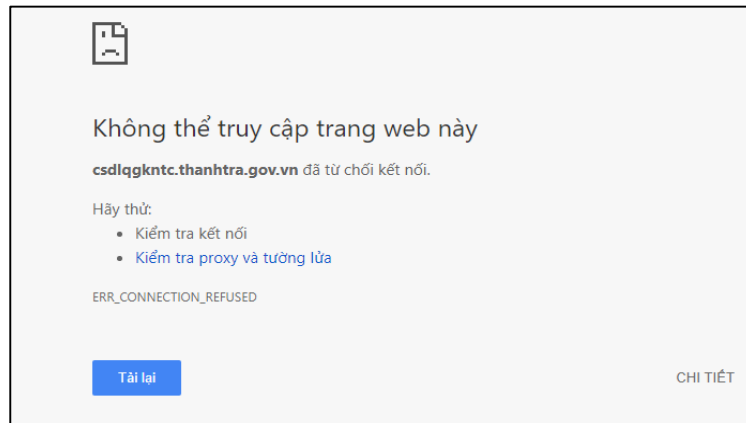 Không thể truy cập trang web này
csdlqgkntc.thanhtra.gov.vn đã từ chối kết nối.
Hãy thử:
• Kiểm tra kết nối
• Kiểm tra proxy và tường lửa
ERR_CONNECTION_REFUSED
Tải lại
CHI TIẾT